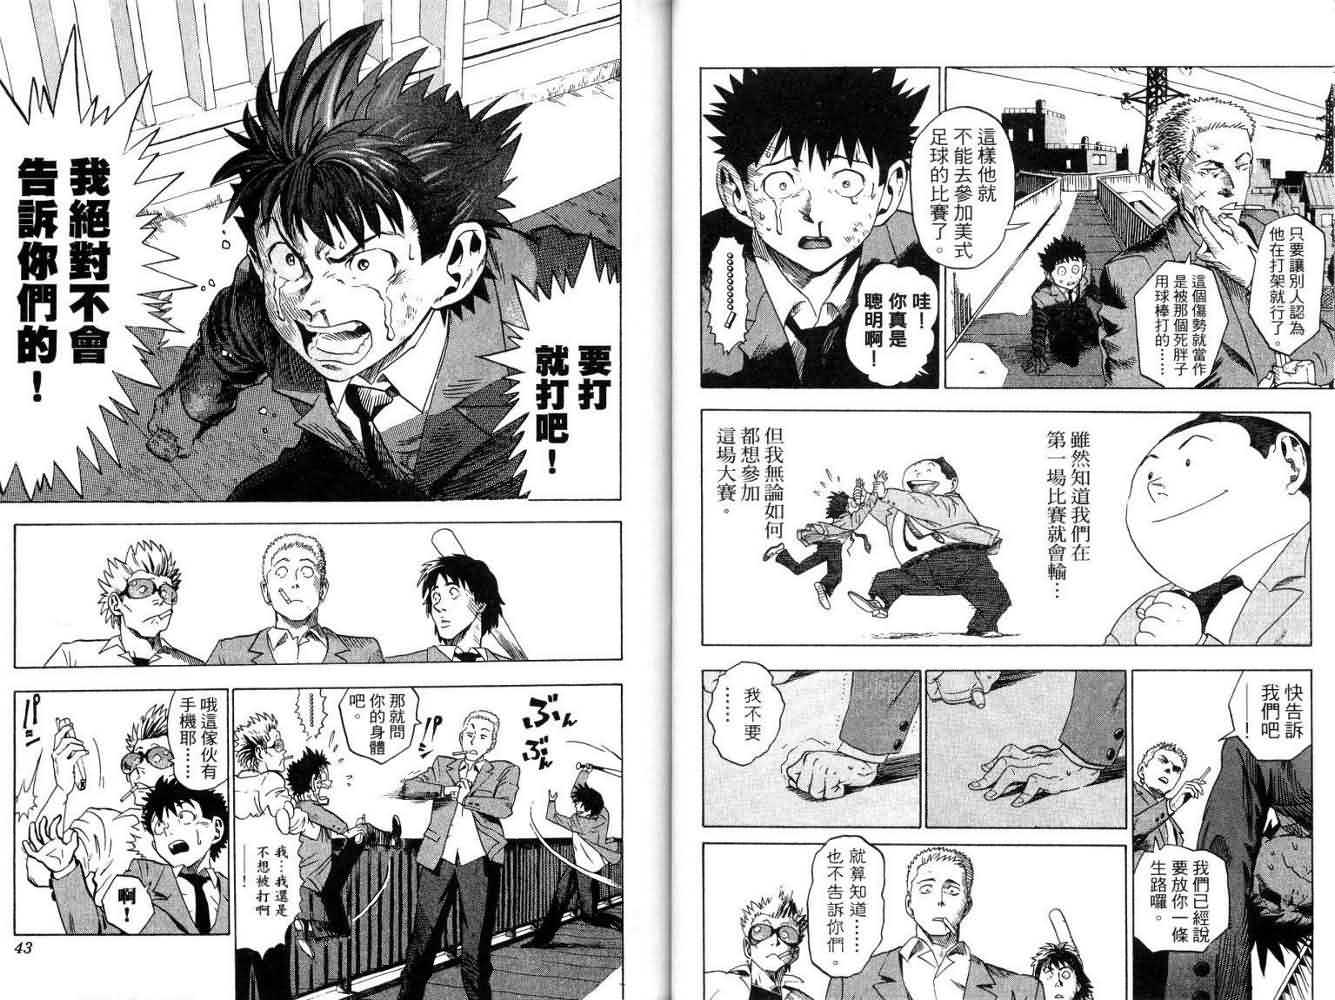 只要讓別人認為
他在打架就行了。
這個傷勢就當作
是被那個死胖子
用球棒打的……
這樣他就
不能去參加美式
足球的比賽了。
哇！
你真是
聰明啊！
…………
雖然知道我們在
第一場比賽就會輸…
但我無論如何
都想參加
這場大賽。
快告訴
我們吧
——！
我們已經說
要放你一條
生路囉。
我不要
……
就算知道……
也不告訴你們。
要打
就打吧！
我絕對不會
告訴你們的！
ぶん
ぶん
那就問
你的身體
吧。
…………
我…我還是
不想被打啊
——！
哦這傢伙有
手機耶……
啊！
43